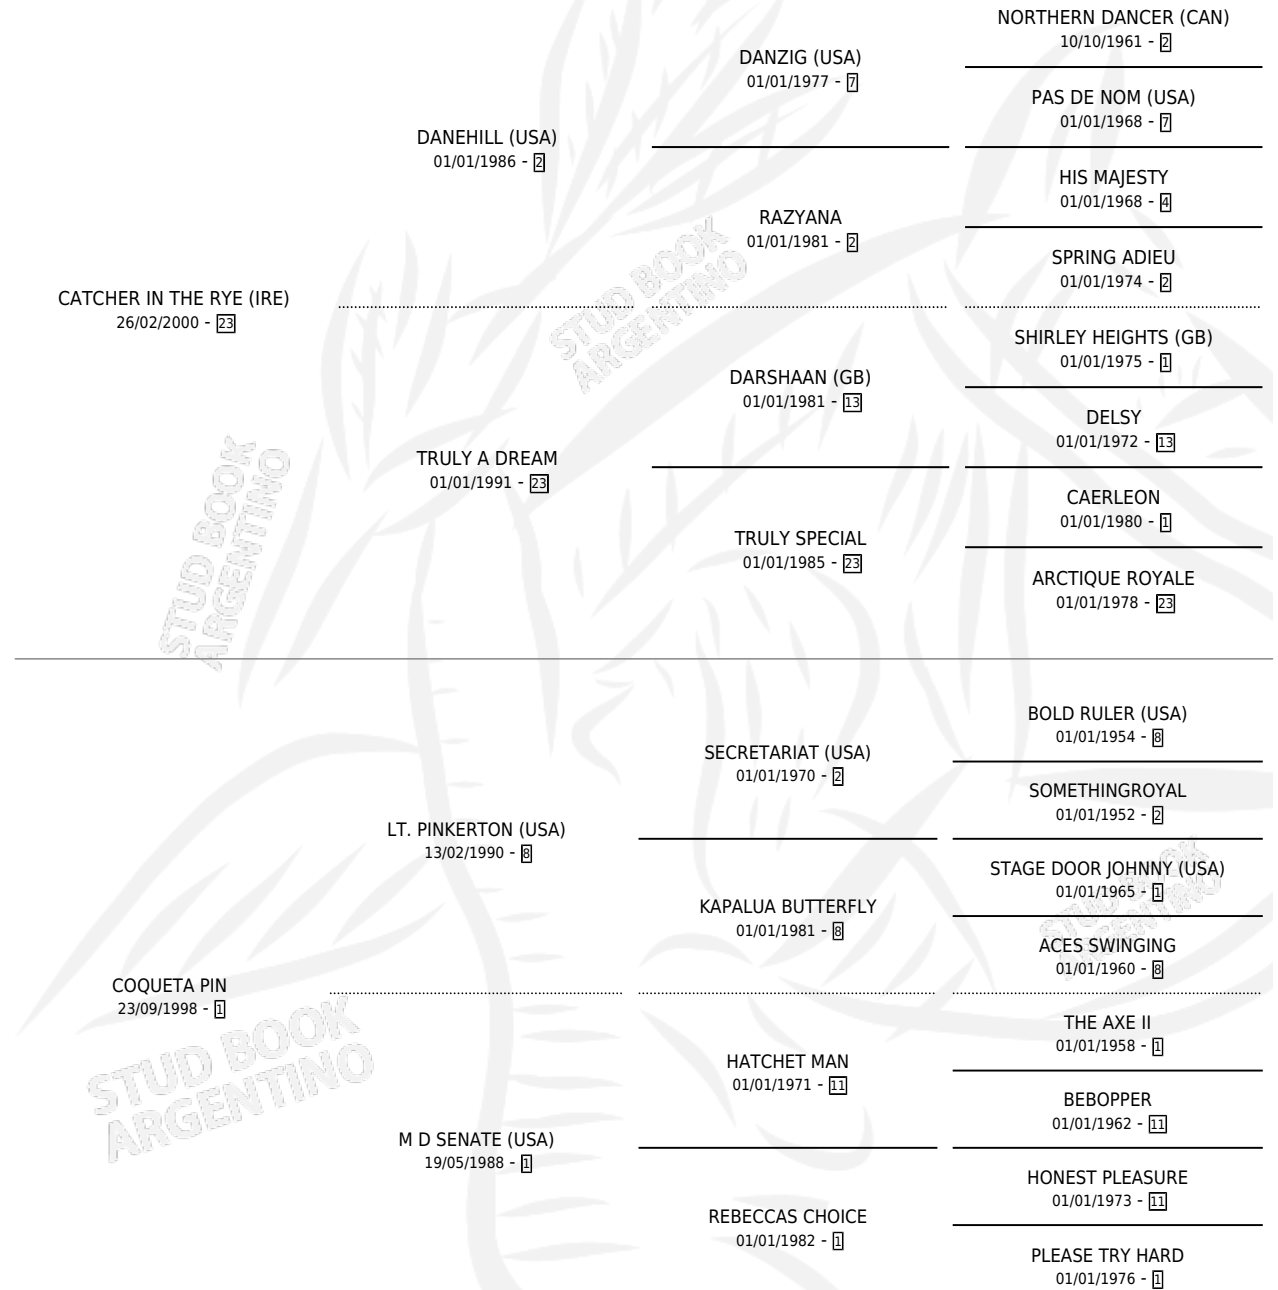 NORTHERN DANCER (CAN)
10/10/1961 - 2
DANZIG (USA)
01/01/1977 - 7
PAS DE NOM (USA)
01/01/1968 - 7
DANEHILL (USA)
01/01/1986 - 2
HIS MAJESTY
01/01/1968 - 4
RAZYANA
01/01/1981 - 2
SPRING ADIEU
01/01/1974 - 2
CATCHER IN THE RYE (IRE)
26/02/2000 - 23
STUD BOOK
ARGENTINO
SHIRLEY HEIGHTS (GB)
01/01/1975 - 1
DARSHAAN (GB)
01/01/1981 - 13
DELSY
01/01/1972 - 13
TRULY A DREAM
01/01/1991 - 23
CAERLEON
01/01/1980 - 1
TRULY SPECIAL
01/01/1985 - 23
ARCTIQUE ROYALE
01/01/1978 - 23
STUD BOOK
ARGENTINO
BOLD RULER (USA)
01/01/1954 - 8
SECRETARIAT (USA)
01/01/1970 - 2
SOMETHINGROYAL
01/01/1952 - 2
LT. PINKERTON (USA)
13/02/1990 - 8
STAGE DOOR JOHNNY (USA)
01/01/1965 - 1
KAPALUA BUTTERFLY
01/01/1981 - 8
ACES SWINGING
01/01/1960 - 8
STUD BOOK
ARGENTINO
COQUETA PIN
23/09/1998 - 1
THE AXE II
01/01/1958 - 1
HATCHET MAN
01/01/1971 - 11
BEBOPPER
01/01/1962 - 11
STUD BOOK
ARGENTINO
M D SENATE (USA)
19/05/1988 - 1
HONEST PLEASURE
01/01/1973 - 11
REBECCAS CHOICE
01/01/1982 - 1
PLEASE TRY HARD
01/01/1976 - 1